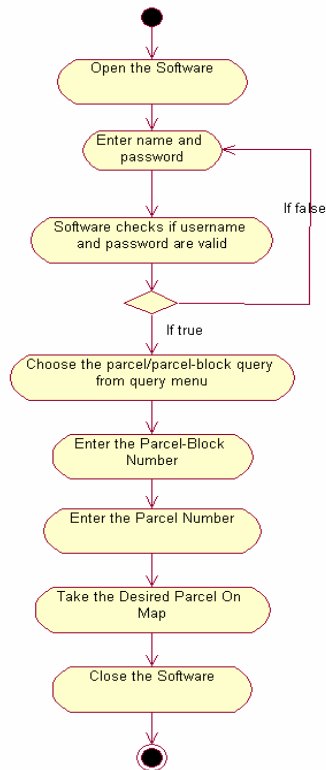 Open the Software
Enter name and
password
If false
Software checks if username
and password are valid
If true
Choose the parcel/parcel-block query
from query menu
Enter the Parcel-Block
Number
Enter the Parcel Number
Take the Desired Parcel On
Map
Close the Software